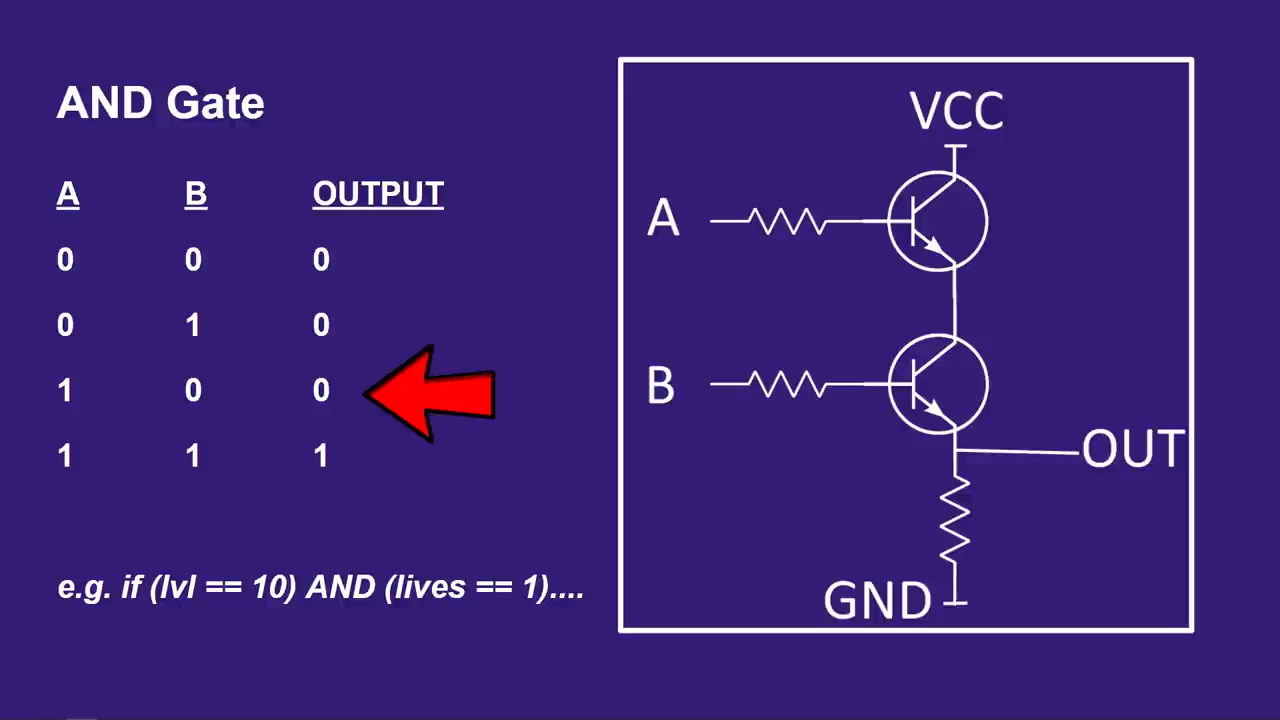 AND Gate
A B OUTPUT
0 0 0
0 1 0
1 0 0
1 1 1
e.g. if (lvl == 10) AND (lives == 1)....
VCC
A
B
OUT
GND